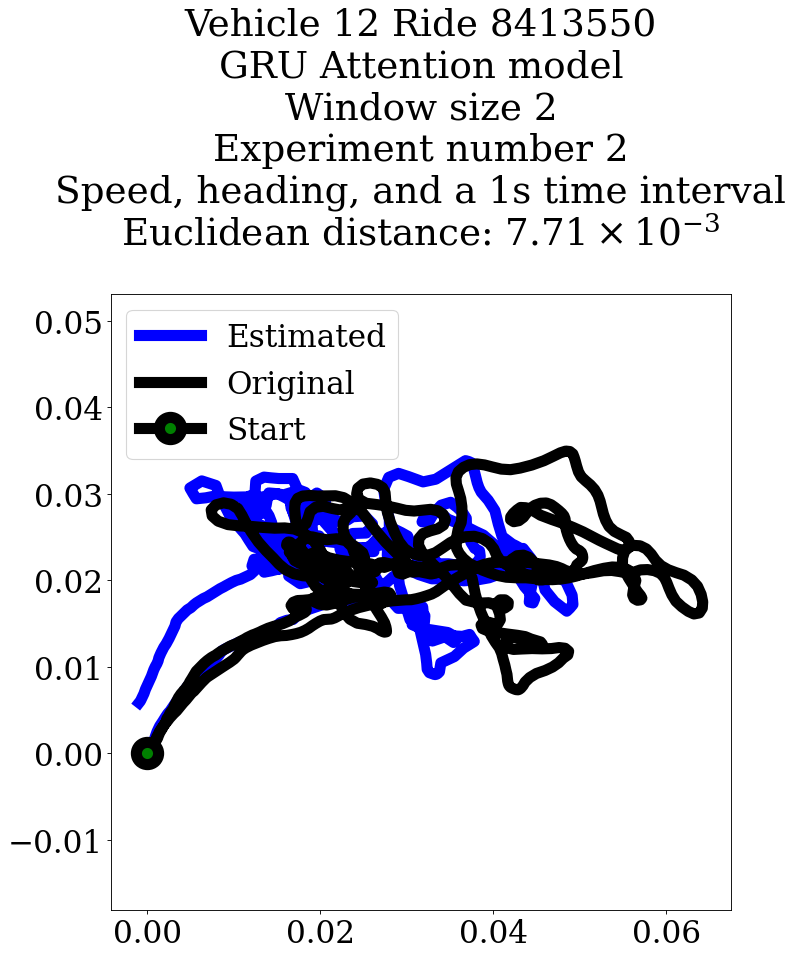 Vehicle 12 Ride 8413550
GRU Attention model
Window size 2
Experiment number 2
Speed, heading, and a 1s time interval
Euclidean distance: 7.71 × 10⁻³
Estimated
Original
Start
0.05
0.04
0.03
0.02
0.01
0.00
−0.01
0.00 0.02 0.04 0.06